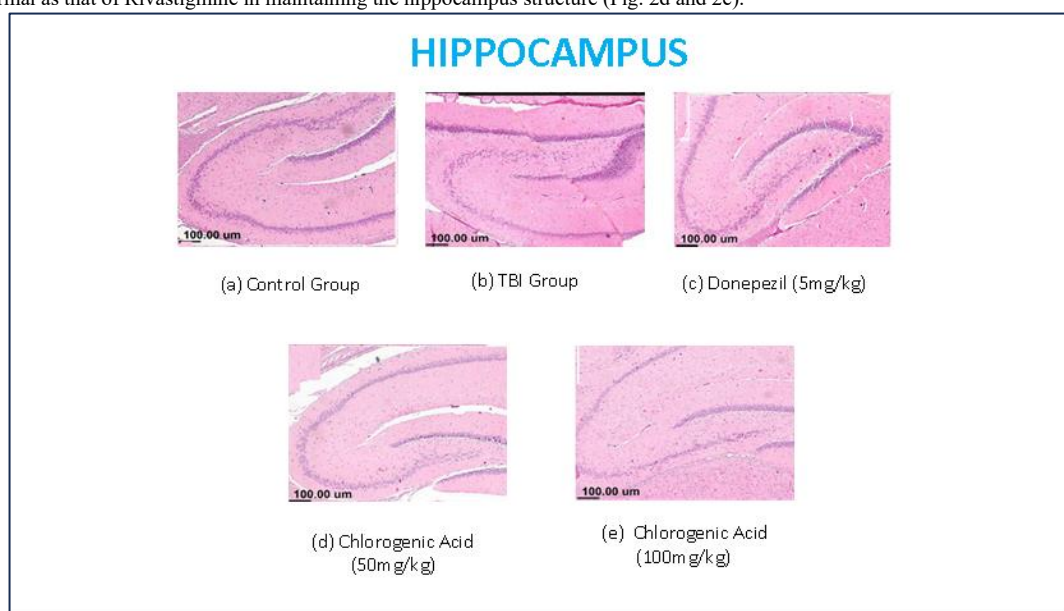 as that of Rivastigmine in maintaining the hippocampus structure (Fig. 2d and 2e).
HIPPOCAMPUS
100.00 um
100.00 um
100.00 um
(a) Control Group
(b) TBI Group
(c) Donepezil (5mg/kg)
100.00 um
100.00 um
(d) Chlorogenic Acid
(50mg/kg)
(e) Chlorogenic Acid
(100mg/kg)